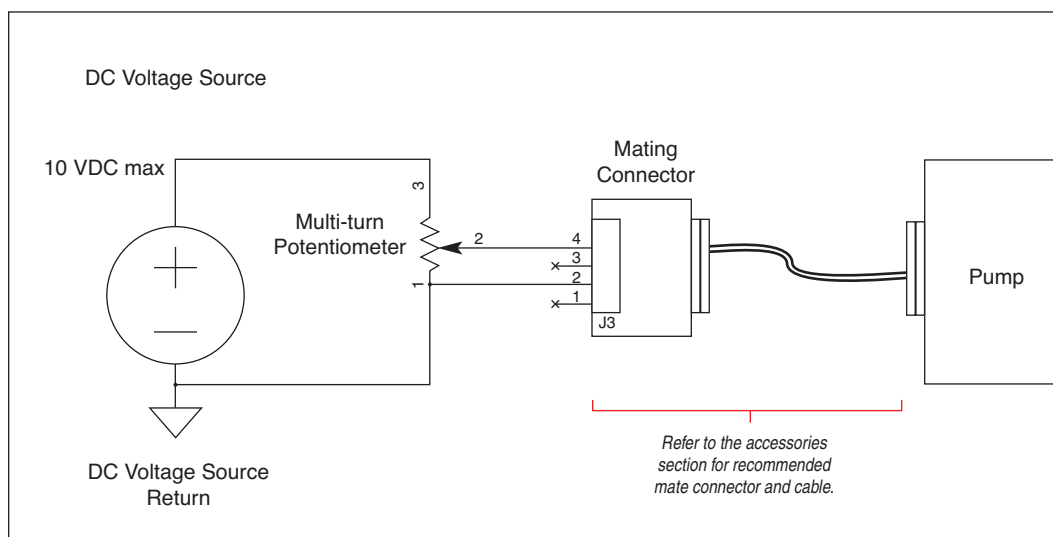 DC Voltage Source
10 VDC max
3
Multi-turn
Potentiometer
2
1
Mating
Connector
4
3
2
1
J3
Pump
Refer to the accessories
section for recommended
mate connector and cable.
DC Voltage Source
Return